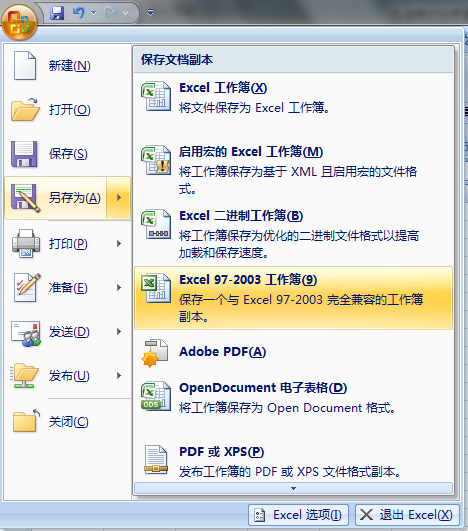 新建(N)
打开(O)
保存(S)
另存为(A)
打印(P)
准备(E)
发送(D)
发布(U)
关闭(C)
保存文档副本
Excel 工作簿(X)
将文件保存为 Excel 工作簿。
启用宏的 Excel 工作簿(M)
将工作簿保存为基于 XML 且启用宏的文件格
式。
Excel 二进制工作簿(B)
将工作簿保存为优化的二进制文件格式以提高
加载和保存速度。
Excel 97-2003 工作簿(9)
保存一个与 Excel 97-2003 完全兼容的工作簿
副本。
Adobe PDF(A)
OpenDocument 电子表格(D)
将工作簿保存为 Open Document 格式。
ODS
PDF 或 XPS(P)
发布工作簿的 PDF 或 XPS 文件格式副本。
Excel 选项(I)
退出 Excel(X)